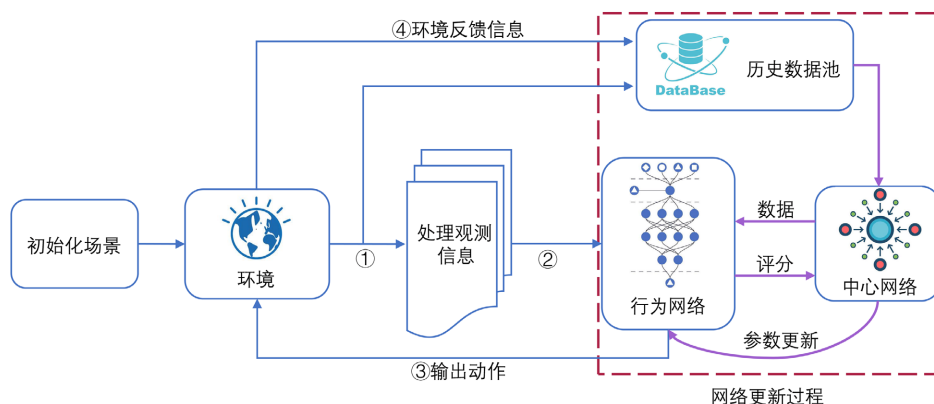 ④环境反馈信息
DataBase
历史数据池
初始化场景
环境
①
处理观测
信息
②
行为网络
数据
评分
中心网络
参数更新
③输出动作
网络更新过程